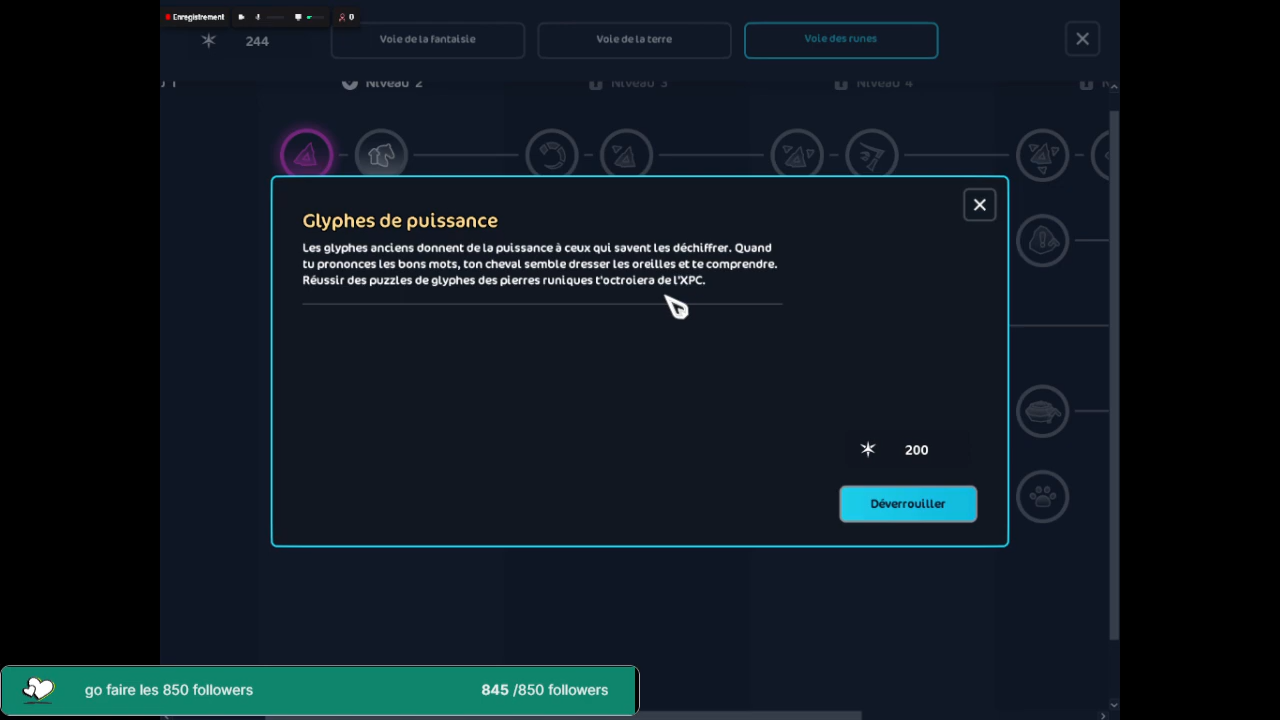 Enregistrement
0
244
Voie de la fantaisie
Voie de la terre
Voie des runes
Niveau 2
Niveau 3
Niveau 4
Glyphes de puissance
Les glyphes anciens donnent de la puissance à ceux qui savent les déchiffrer. Quand
tu prononces les bons mots, ton cheval semble dresser les oreilles et te comprendre.
Réussir des puzzles de glyphes des pierres runiques t'octroiera de l'XPC.
200
Déverrouiller
go faire les 850 followers
845 /850 followers